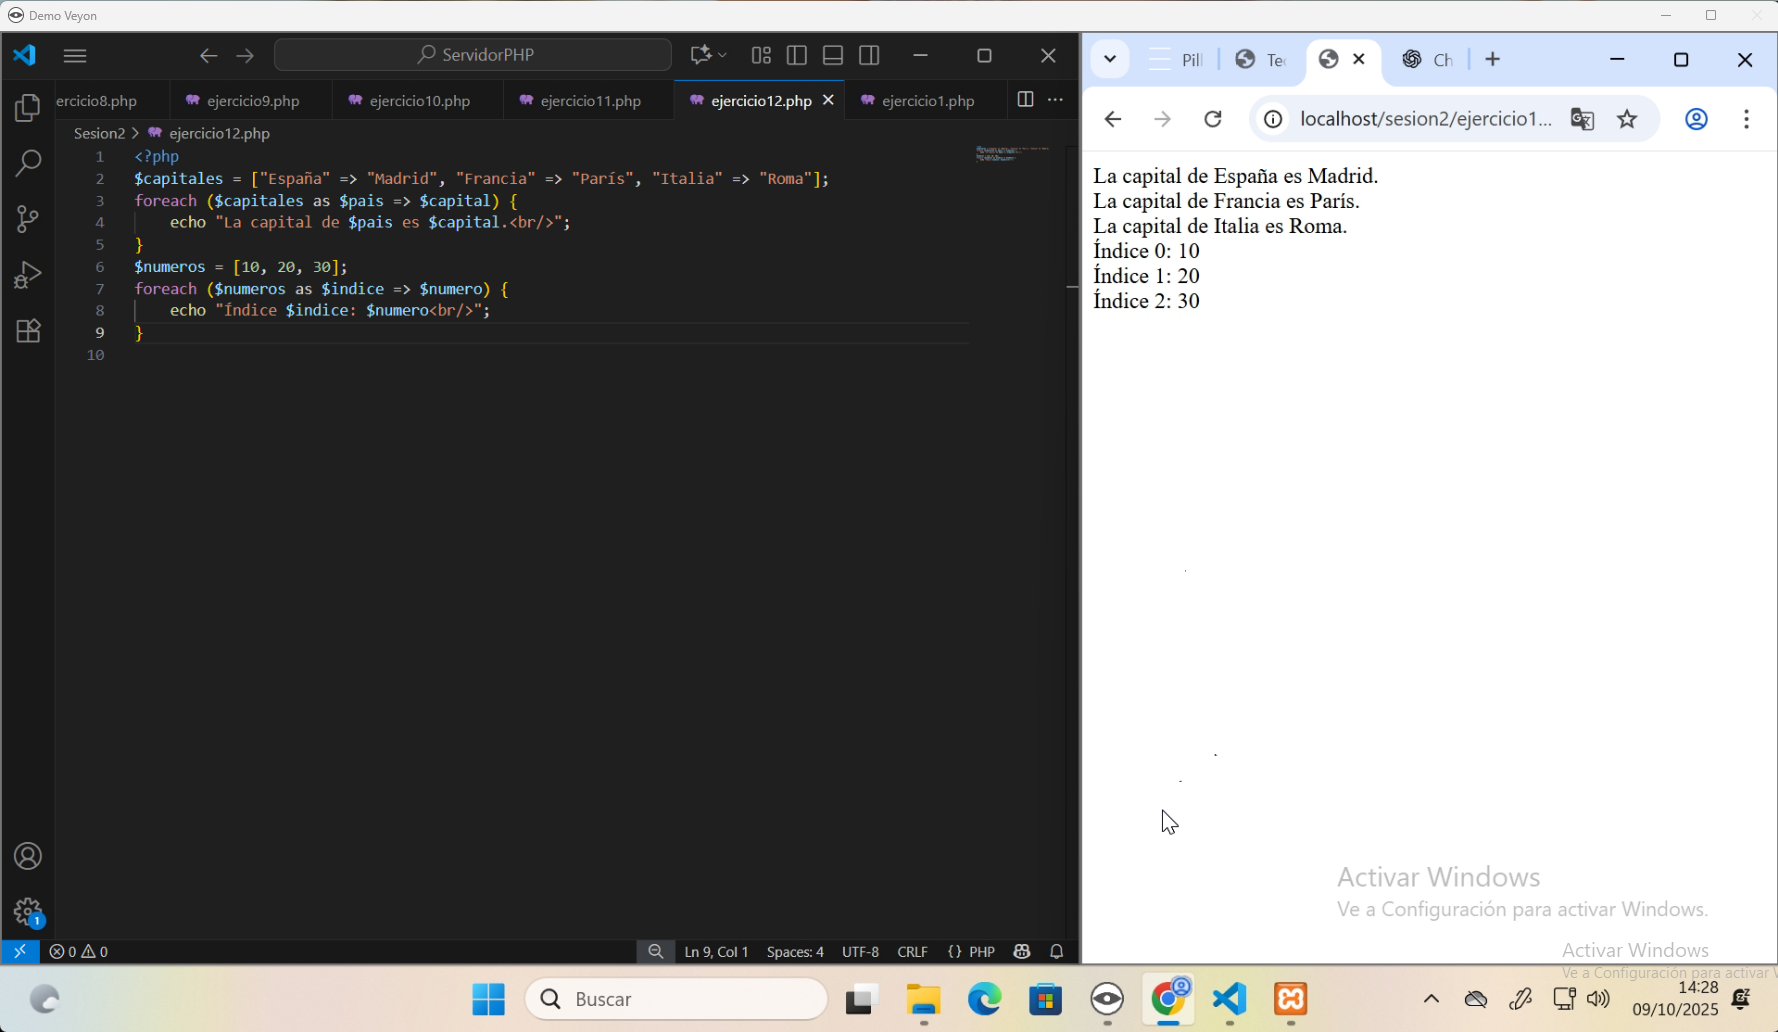 Demo Veyon
ServidorPHP
ercicio8.php
ejercicio9.php
ejercicio10.php
ejercicio11.php
ejercicio12.php
ejercicio1.php
Sesion2 > ejercicio12.php
1 <?php
2 $capitales = ["España" => "Madrid", "Francia" => "París", "Italia" => "Roma"];
3 foreach ($capitales as $pais => $capital) {
4 echo "La capital de $pais es $capital.<br/>";
5 }
6 $numeros = [10, 20, 30];
7 foreach ($numeros as $indice => $numero) {
8 echo "Índice $indice: $numero<br/>";
9 }
10
0 0
Ln 9, Col 1
Spaces: 4
UTF-8
CRLF
{} PHP
1
Pil
Te
Ch
localhost/sesion2/ejercicio1...
La capital de España es Madrid.
La capital de Francia es París.
La capital de Italia es Roma.
Índice 0: 10
Índice 1: 20
Índice 2: 30
Activar Windows
Ve a Configuración para activar Windows.
Activar Windows
Ve a Configuración para activar
Buscar
14:28
09/10/2025